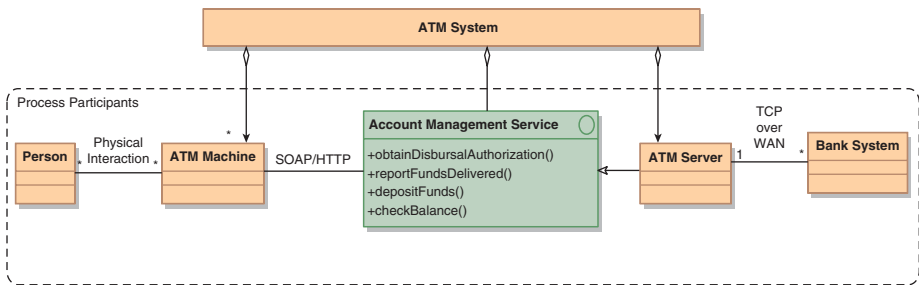 ATM System
Process Participants
*
Person
*
Physical
Interaction
*
ATM Machine
SOAP/HTTP
Account Management Service
+obtainDisbursalAuthorization()
+reportFundsDelivered()
+depositFunds()
+checkBalance()
ATM Server
1
TCP
over
WAN
*
Bank System